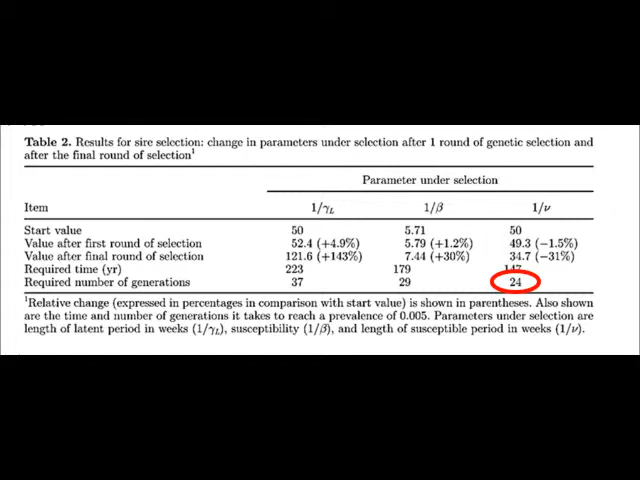 Table 2. Results for sire selection: change in parameters under selection after 1 round of genetic selection and
after the final round of selection¹
Parameter under selection
Item 1/γL 1/β 1/ν
Start value 50 5.71 50
Value after first round of selection 52.4 (+4.9%) 5.79 (+1.2%) 49.3 (−1.5%)
Value after final round of selection 121.6 (+143%) 7.44 (+30%) 34.7 (−31%)
Required time (yr) 223 179 147
Required number of generations 37 29 24
¹Relative change (expressed in percentages in comparison with start value) is shown in parentheses. Also shown
are the time and number of generations it takes to reach a prevalence of 0.005. Parameters under selection are
length of latent period in weeks (1/γL), susceptibility (1/β), and length of susceptible period in weeks (1/ν).